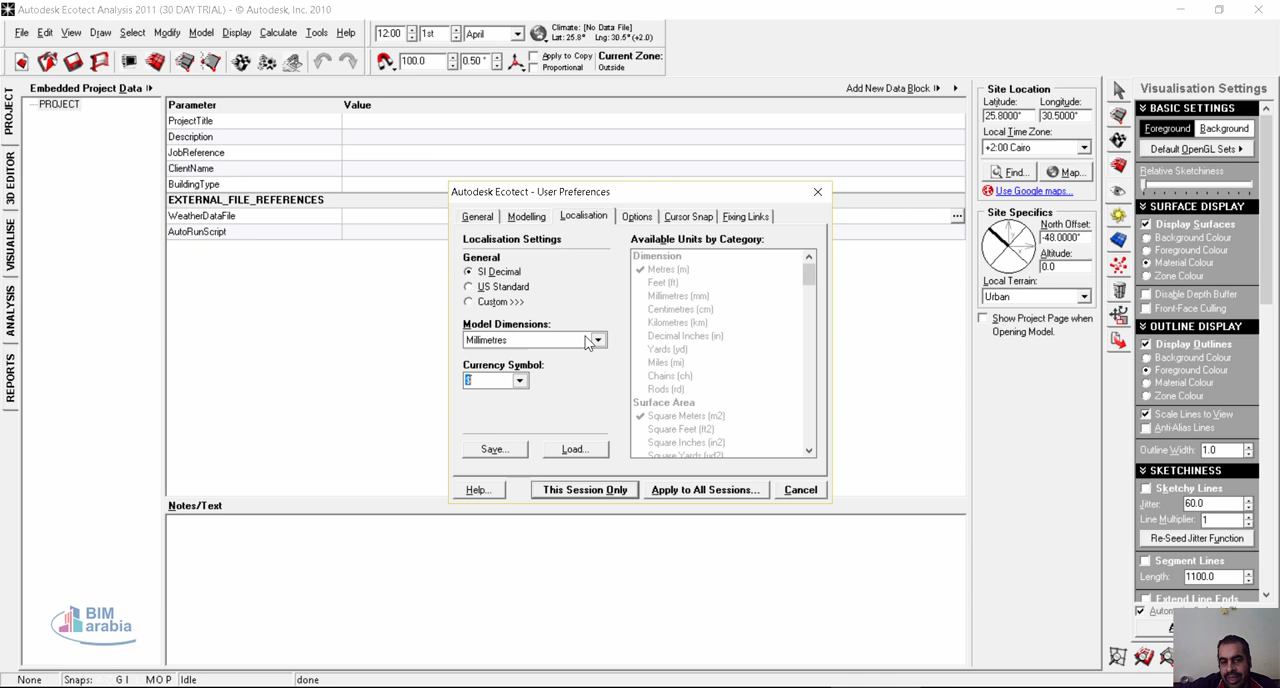 Autodesk Ecotect Analysis 2011 (30 DAY TRIAL) - © Autodesk, Inc. 2010
File Edit View Draw Select Modify Model Display Calculate Tools Help
12:00 1st April
Climate: [No Data File]
Lat: 25.8° Lng: 30.5° (+2.0)
100.0 0.50 °
Apply to Copy
Proportional
Current Zone:
Outside
PROJECT
3D EDITOR
VISUALISE
ANALYSIS
REPORTS
Embedded Project Data
Add New Data Block
PROJECT
Parameter Value
ProjectTitle
Description
JobReference
ClientName
BuildingType
EXTERNAL_FILE_REFERENCES
WeatherDataFile
AutoRunScript
Notes/Text
BIM
arabia
Autodesk Ecotect - User Preferences
General Modelling Localisation Options Cursor Snap Fixing Links
Localisation Settings
General
SI Decimal
US Standard
Custom >>>
Model Dimensions:
Millimetres
Currency Symbol:
$
Save... Load...
Available Units by Category:
Dimension
Metres (m)
Feet (ft)
Millimetres (mm)
Centimetres (cm)
Kilometres (km)
Decimal Inches (in)
Yards (yd)
Miles (mi)
Chains (ch)
Rods (rd)
Surface Area
Square Meters (m2)
Square Feet (ft2)
Square Inches (in2)
Square Yards (yd2)
Help... This Session Only Apply to All Sessions... Cancel
Site Location
Latitude: Longitude:
25.8000° 30.5000°
Local Time Zone:
+2:00 Cairo
Find... Map...
Use Google maps...
Site Specifics
North Offset:
-48.0000°
Altitude:
0.0
Local Terrain:
Urban
Show Project Page when
Opening Model.
Visualisation Settings
BASIC SETTINGS
Foreground Background
Default OpenGL Sets
Relative Sketchiness
SURFACE DISPLAY
Display Surfaces
Background Colour
Foreground Colour
Material Colour
Zone Colour
Disable Depth Buffer
Front-Face Culling
OUTLINE DISPLAY
Display Outlines
Background Colour
Foreground Colour
Material Colour
Zone Colour
Scale Lines to View
Anti-Alias Lines
Outline Width: 1.0
SKETCHINESS
Sketchy Lines
Jitter: 60.0
Line Multiplier: 1
Re-Seed Jitter Function
Segment Lines
Length: 1100.0
Extend Line Ends
None Snaps: G I M O P Idle done